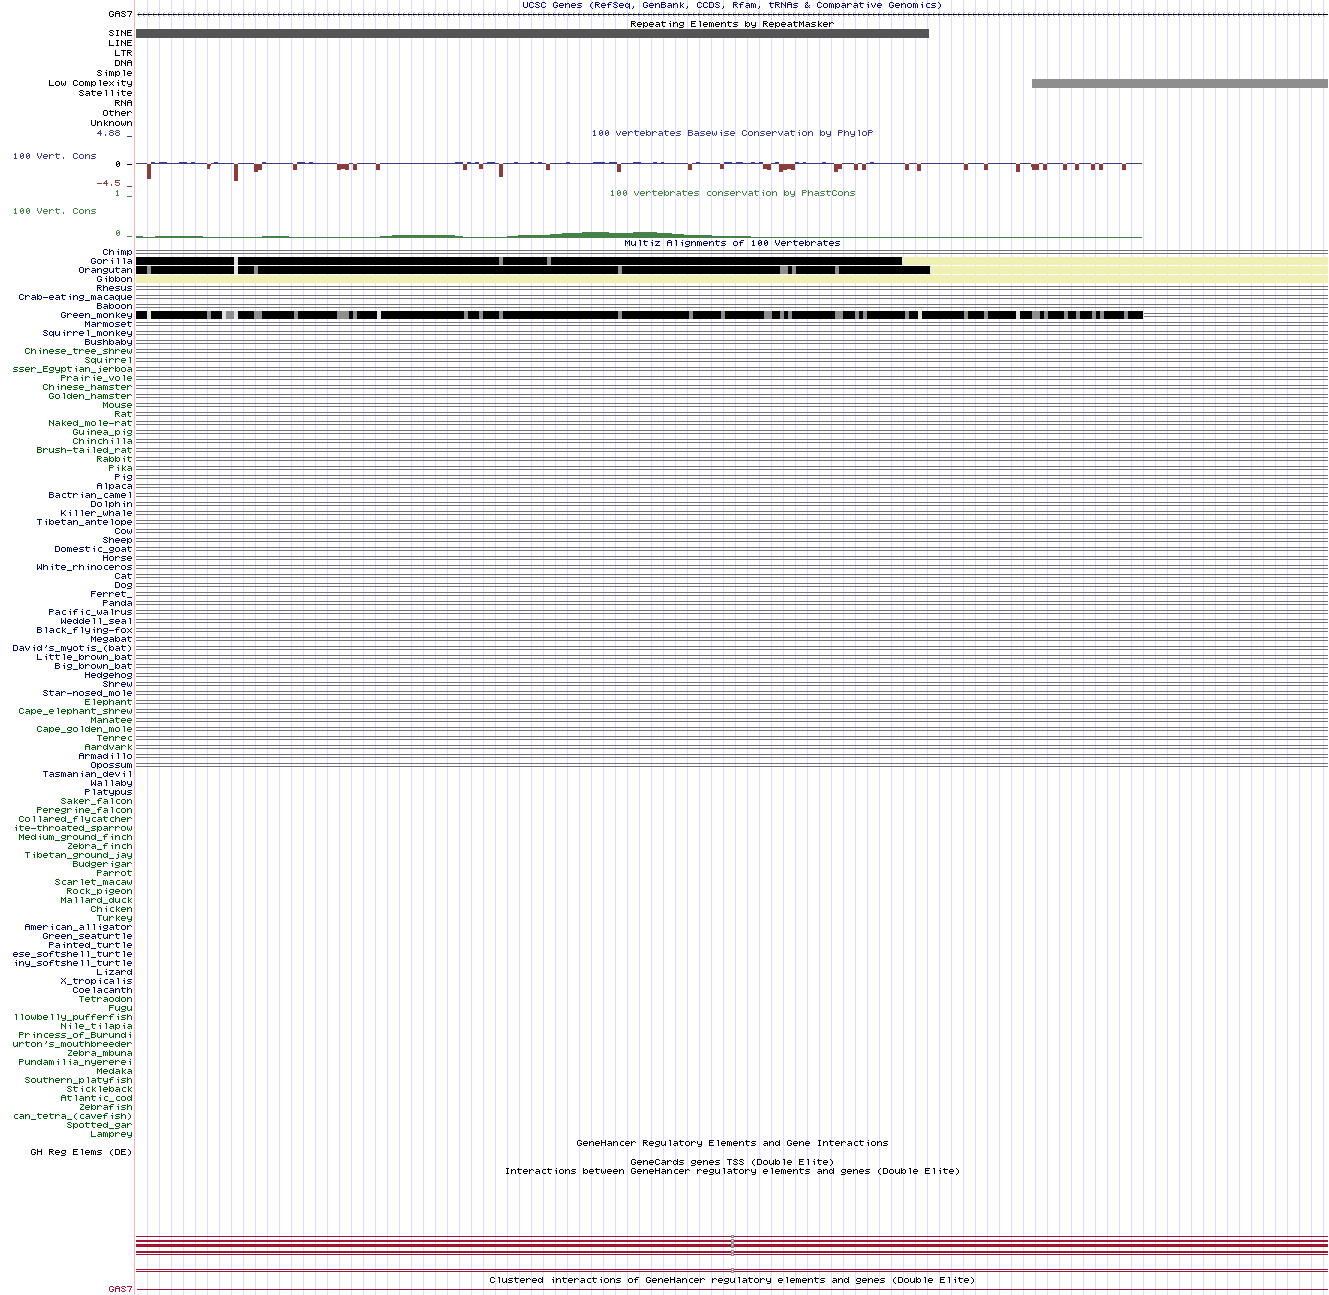 UCSC Genes (RefSeq, GenBank, CCDS, Rfam, tRNAs & Comparative Genomics)
GAS7
Repeating Elements by RepeatMasker
SINE
LINE
LTR
DNA
Simple
Low Complexity
Satellite
RNA
Other
Unknown
4.88 _
100 vertebrates Basewise Conservation by PhyloP
100 Vert. Cons
0 _
-4.5 _
1 _
100 vertebrates conservation by PhastCons
100 Vert. Cons
0 _
Multiz Alignments of 100 Vertebrates
Chimp
Gorilla
Orangutan
Gibbon
Rhesus
Crab-eating_macaque
Baboon
Green_monkey
Marmoset
Squirrel_monkey
Bushbaby
Chinese_tree_shrew
Squirrel
sser_Egyptian_jerboa
Prairie_vole
Chinese_hamster
Golden_hamster
Mouse
Rat
Naked_mole-rat
Guinea_pig
Chinchilla
Brush-tailed_rat
Rabbit
Pika
Pig
Alpaca
Bactrian_camel
Dolphin
Killer_whale
Tibetan_antelope
Cow
Sheep
Domestic_goat
Horse
White_rhinoceros
Cat
Dog
Ferret_
Panda
Pacific_walrus
Weddell_seal
Black_flying-fox
Megabat
David's_myotis_(bat)
Little_brown_bat
Big_brown_bat
Hedgehog
Shrew
Star-nosed_mole
Elephant
Cape_elephant_shrew
Manatee
Cape_golden_mole
Tenrec
Aardvark
Armadillo
Opossum
Tasmanian_devil
Wallaby
Platypus
Saker_falcon
Peregrine_falcon
Collared_flycatcher
ite-throated_sparrow
Medium_ground_finch
Zebra_finch
Tibetan_ground_jay
Budgerigar
Parrot
Scarlet_macaw
Rock_pigeon
Mallard_duck
Chicken
Turkey
American_alligator
Green_seaturtle
Painted_turtle
ese_softshell_turtle
iny_softshell_turtle
Lizard
X_tropicalis
Coelacanth
Tetraodon
Fugu
llowbelly_pufferfish
Nile_tilapia
Princess_of_Burundi
urton's_mouthbreeder
Zebra_mbuna
Pundamilia_nyererei
Medaka
Southern_platyfish
Stickleback
Atlantic_cod
Zebrafish
can_tetra_(cavefish)
Spotted_gar
Lamprey
GeneHancer Regulatory Elements and Gene Interactions
GH Reg Elems (DE)
GeneCards genes TSS (Double Elite)
Interactions between GeneHancer regulatory elements and genes (Double Elite)
Clustered interactions of GeneHancer regulatory elements and genes (Double Elite)
GAS7